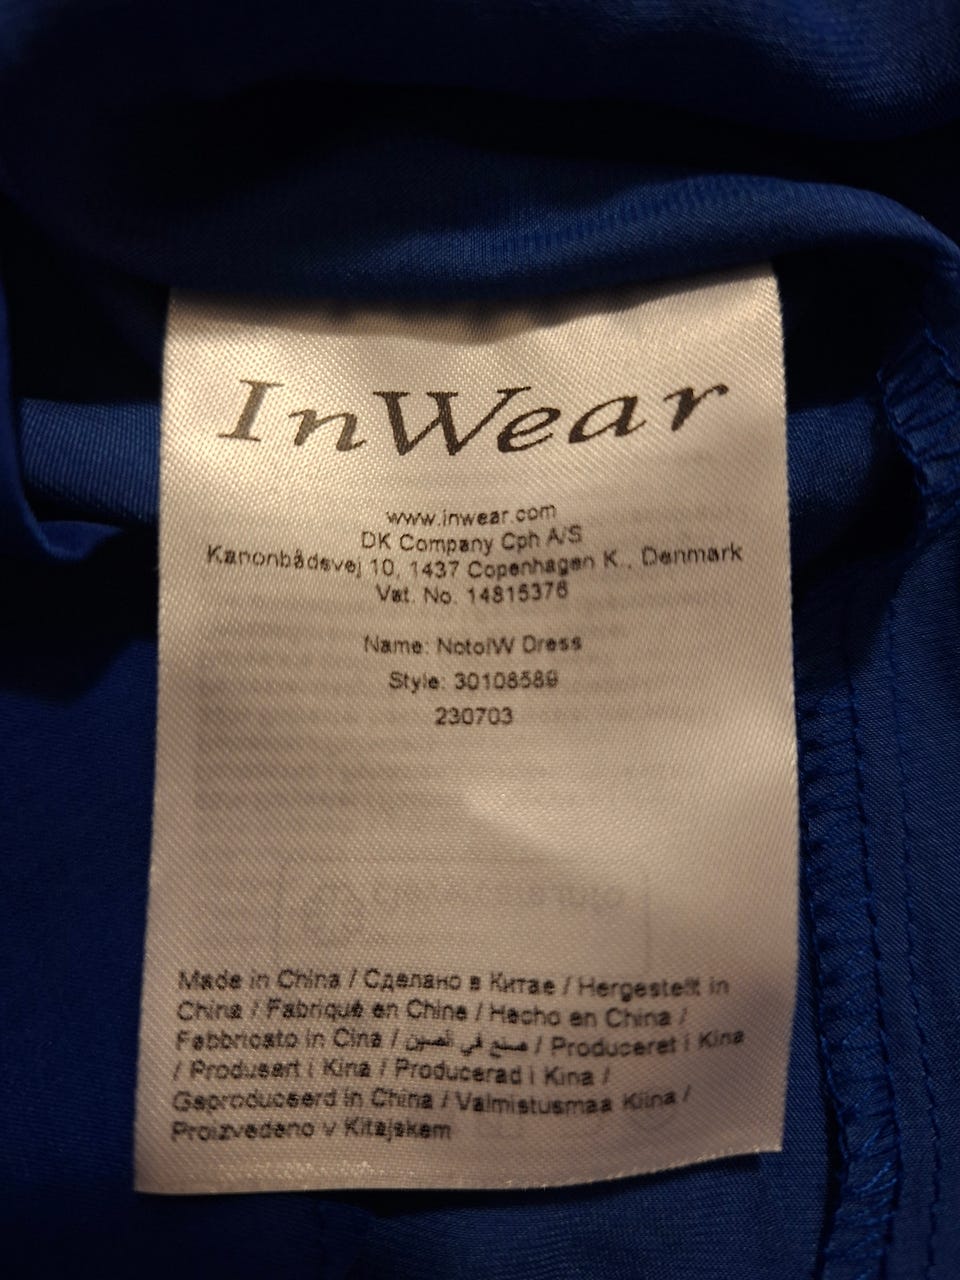 InWear
www.inwear.com
DK Company Cph A/S
Kanonbådsvej 10, 1437 Copenhagen K., Denmark
Vat. No. 14815376
Name: NotoIW Dress
Style: 30108589
230703
Made in China / Сделано в Китае / Hergestellt in
China / Fabriqué en Chine / Hecho en China /
Fabbricato in Cina / صنع في الصين / Produceret i Kina
/ Produsert i Kina / Producerad i Kina /
Geproduceerd in China / Valmistusmaa Kiina /
Proizvedeno v Kitajskem